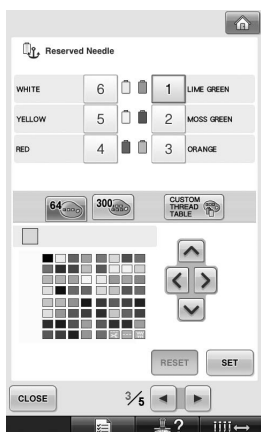 Reserved Needle
WHITE 6 1 LIME GREEN
YELLOW 5 2 MOSS GREEN
RED 4 3 ORANGE
64 300 CUSTOM THREAD TABLE
RESET SET
CLOSE 3/5
?